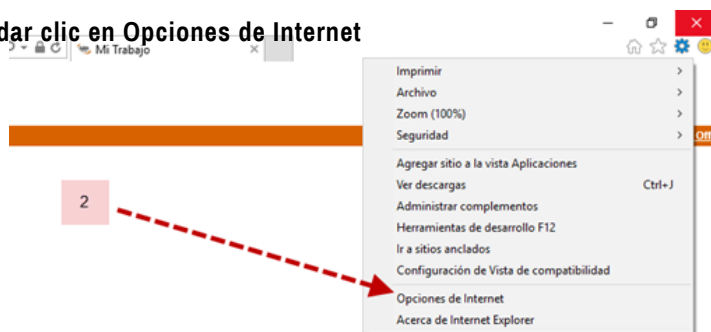 dar clic en Opciones de Internet
Mi Trabajo
Imprimir
Archivo
Zoom (100%)
Seguridad
Agregar sitio a la vista Aplicaciones
Ver descargas Ctrl+J
Administrar complementos
Herramientas de desarrollo F12
Ir a sitios anclados
Configuración de Vista de compatibilidad
2
Opciones de Internet
Acerca de Internet Explorer